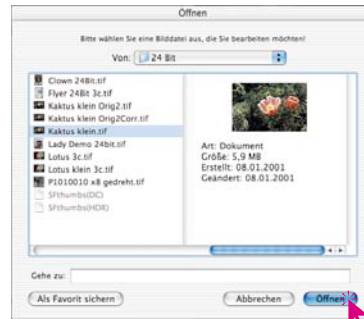 Öffnen
Bitte wählen Sie eine Bilddatei aus, die Sie bearbeiten möchten!
Von: 24 Bit
Clown 24Bit.tif
Flyer 24Bit 3c.tif
Kaktus klein Orig2.tif
Kaktus klein Orig2Corr.tif
Kaktus klein.tif
Lady Demo 24bit.tif
Lotus 3c.tif
Lotus klein 3c.tif
P1010010 x8 gedreht.tif
SFthumbs(DC)
SFthumbs(HDR)
Art: Dokument
Größe: 5,9 MB
Erstellt: 08.01.2001
Geändert: 08.01.2001
Gehe zu:
Als Favorit sichern
Abbrechen
Öffnen